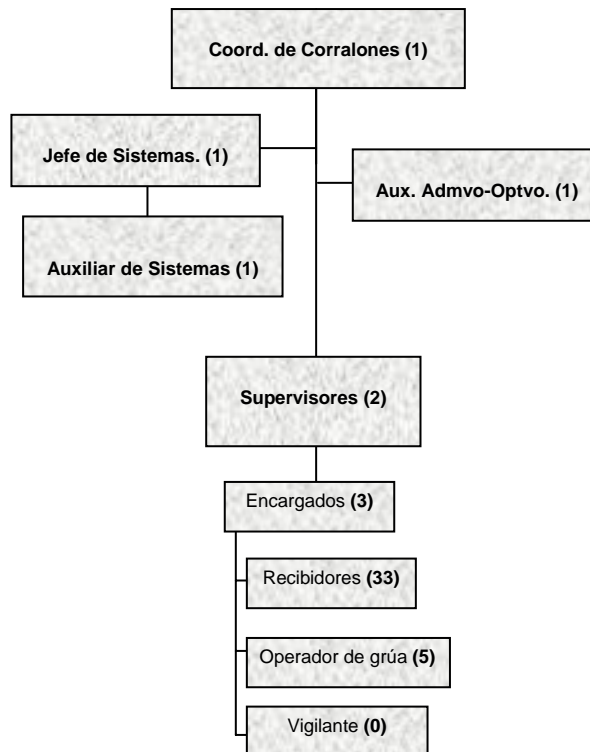 Coord. de Corralones (1)
Jefe de Sistemas. (1)
Aux. Admvo-Optvo. (1)
Auxiliar de Sistemas (1)
Supervisores (2)
Encargados (3)
Recibidores (33)
Operador de grúa (5)
Vigilante (0)